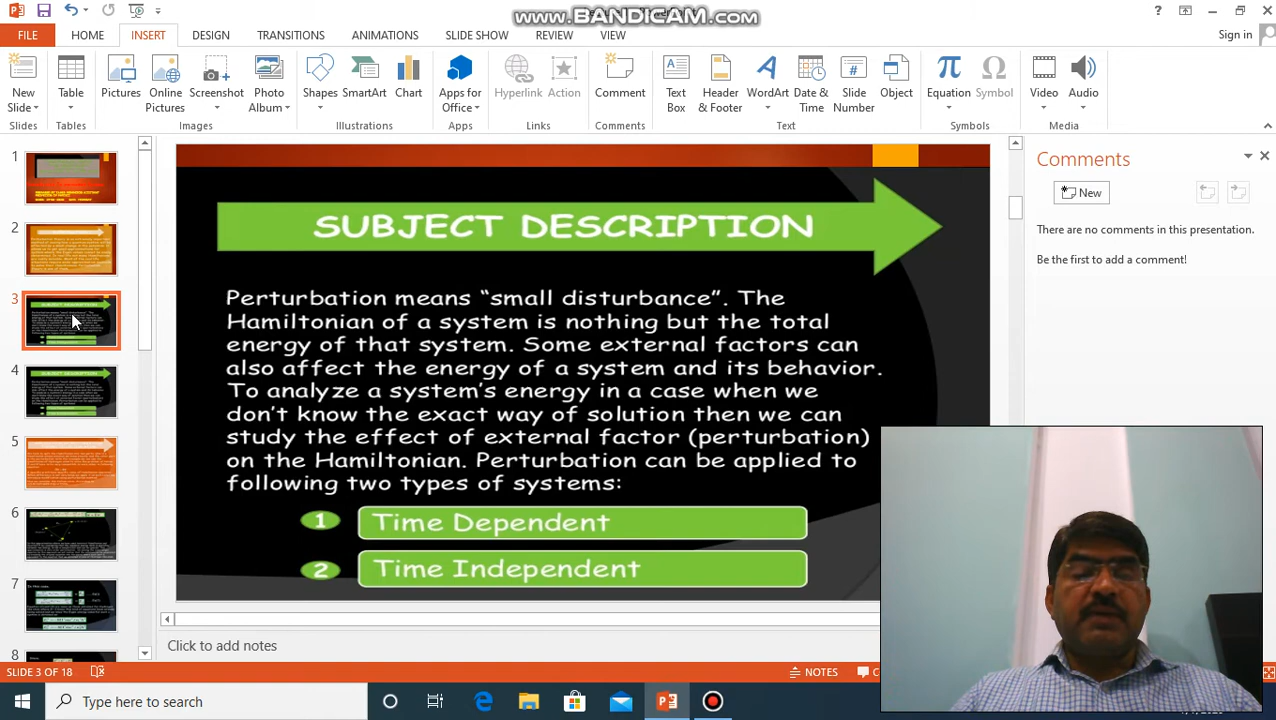 www.BANDICAM.com
FILE HOME INSERT DESIGN TRANSITIONS ANIMATIONS SLIDE SHOW REVIEW VIEW Sign in
New Slide Table Pictures Online Pictures Screenshot Photo Album Shapes SmartArt Chart Apps for Office Hyperlink Action Comment Text Box Header & Footer WordArt Date & Time Slide Number Object Equation Symbol Video Audio
Slides Tables Images Illustrations Apps Links Comments Text Symbols Media
1
2
3
4
5
6
7
8
SUBJECT DESCRIPTION
Perturbation means “small disturbance”. The
Hamiltonian of a system is nothing but the total
energy of that system. Some external factors can
also affect the energy of a system and its behavior.
To analyze a system’s energy in a case when we
don’t know the exact way of solution then we can
study the effect of external factor (perturbation)
on the Hamiltonian. Perturbation can be applied to
following two types of systems:
1 Time Dependent
2 Time Independent
Comments
New
There are no comments in this presentation.
Be the first to add a comment!
Click to add notes
SLIDE 3 OF 18 NOTES
Type here to search